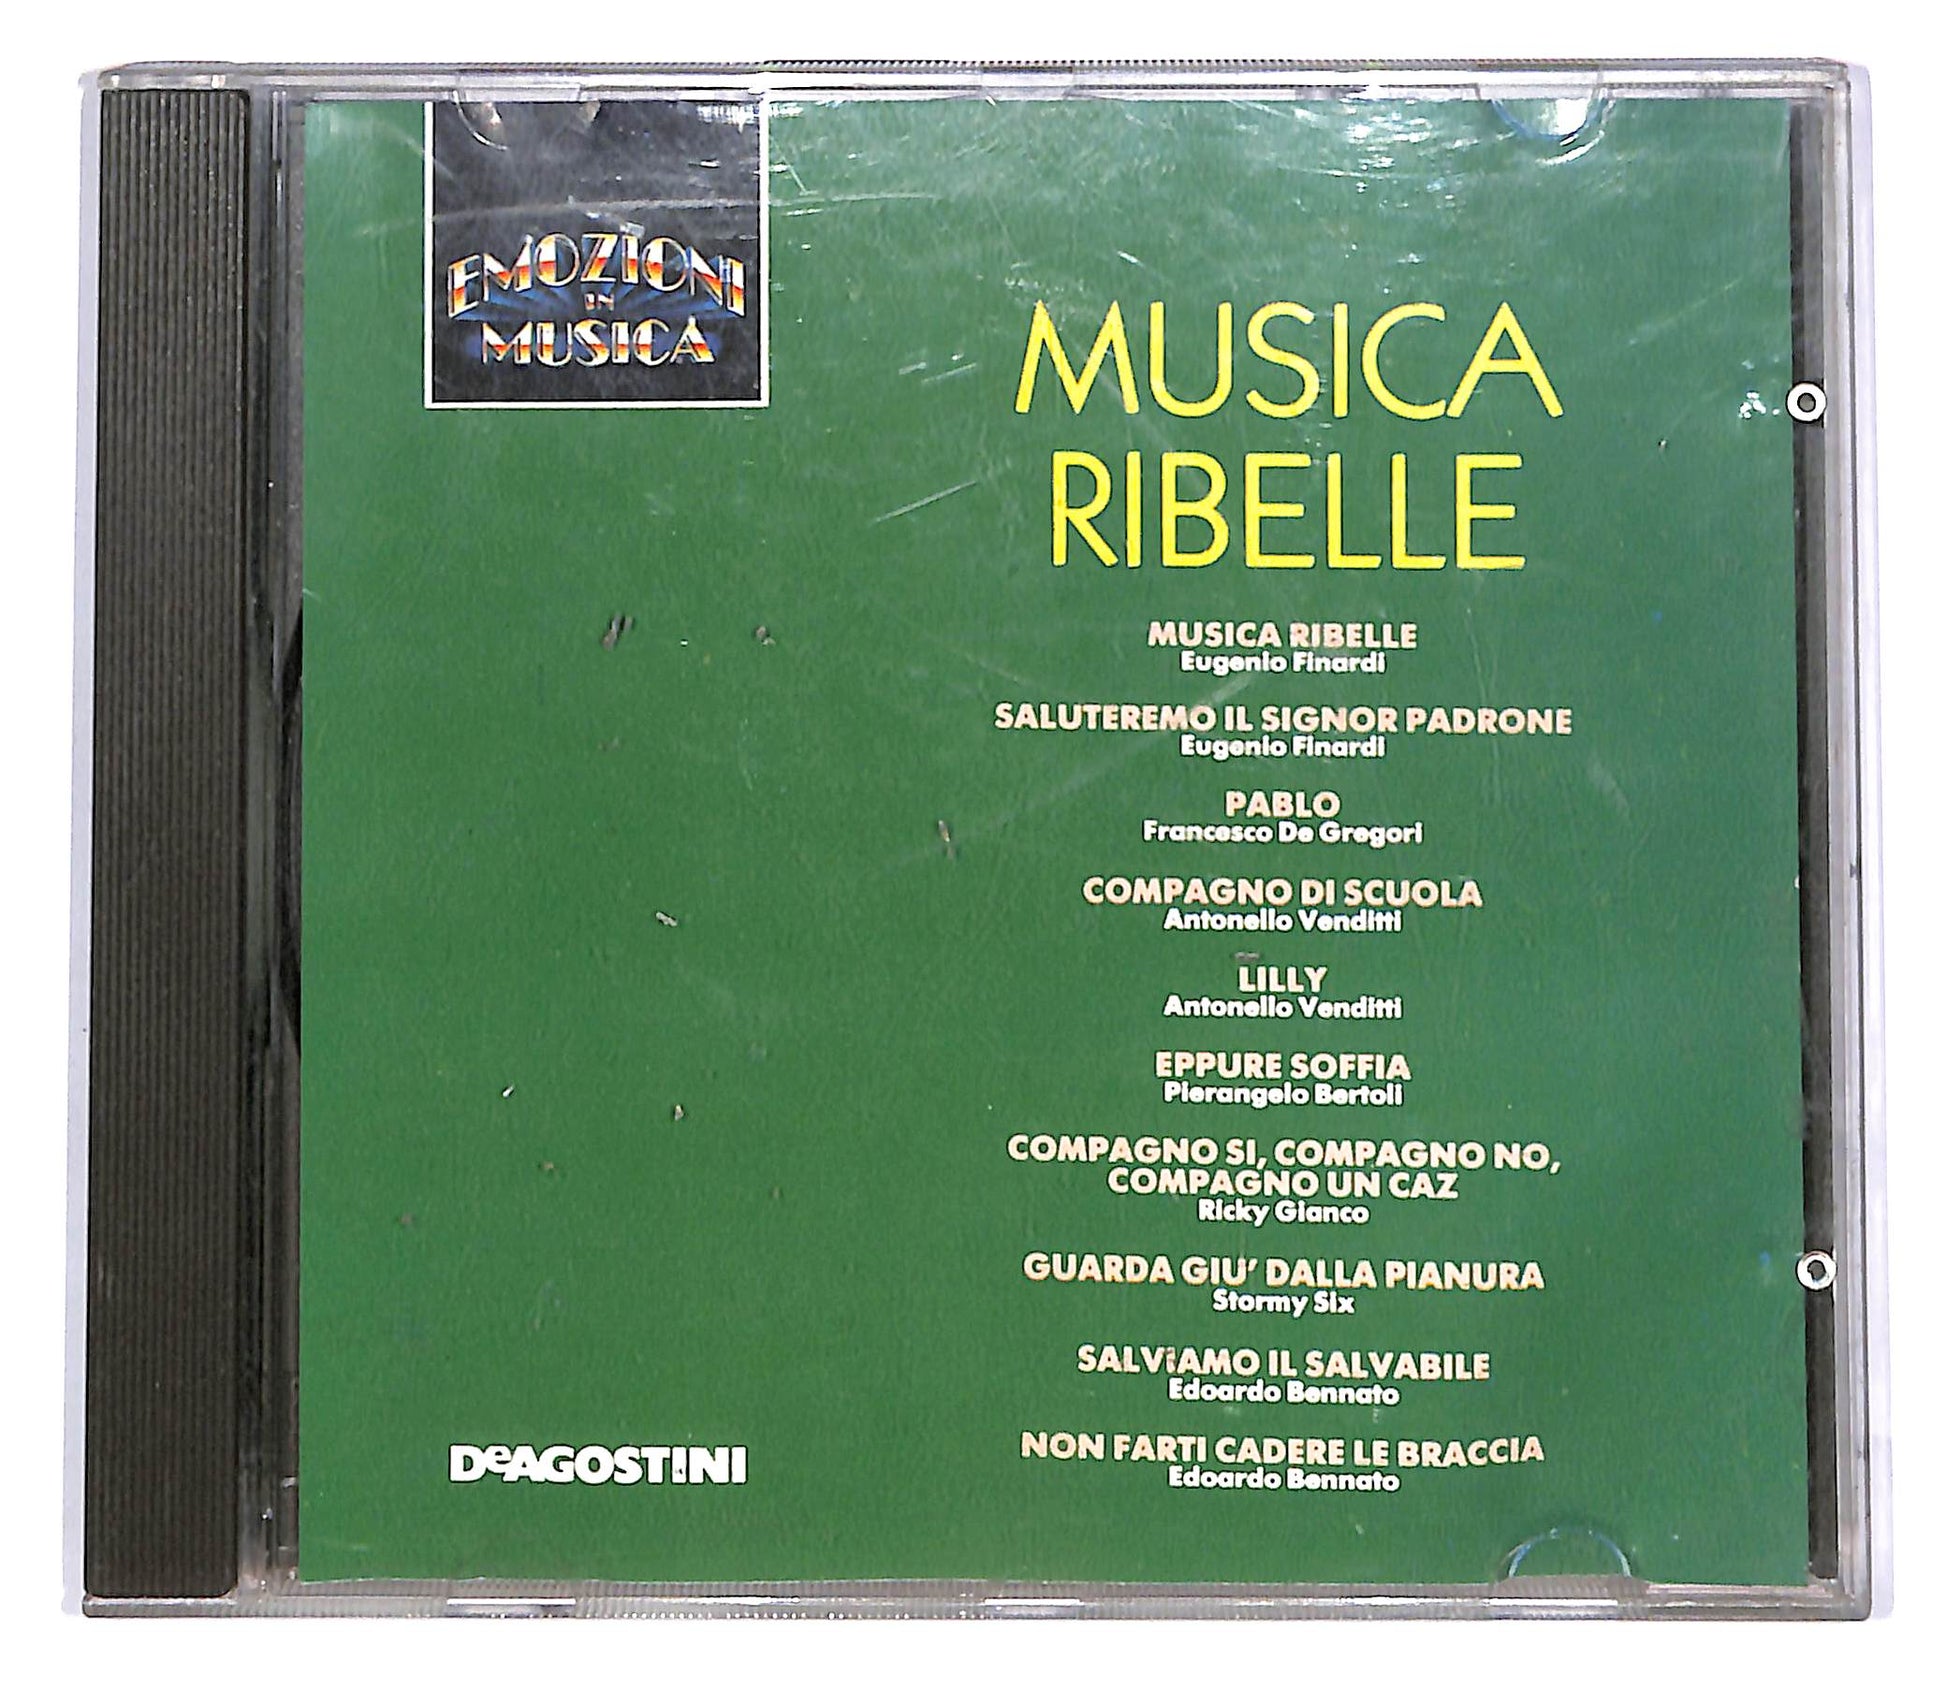 EMOZIONI
IN
MUSICA
MUSICA
RIBELLE
MUSICA RIBELLE
Eugenio Finardi
SALUTEREMO IL SIGNOR PADRONE
Eugenio Finardi
PABLO
Francesco De Gregori
COMPAGNO DI SCUOLA
Antonello Venditti
LILLY
Antonello Venditti
EPPURE SOFFIA
Pierangelo Bertoli
COMPAGNO SI, COMPAGNO NO,
COMPAGNO UN CAZ
Ricky Gianco
GUARDA GIU' DALLA PIANURA
Stormy Six
SALVIAMO IL SALVABILE
Edoardo Bennato
NON FARTI CADERE LE BRACCIA
Edoardo Bennato
DeAGOSTINI